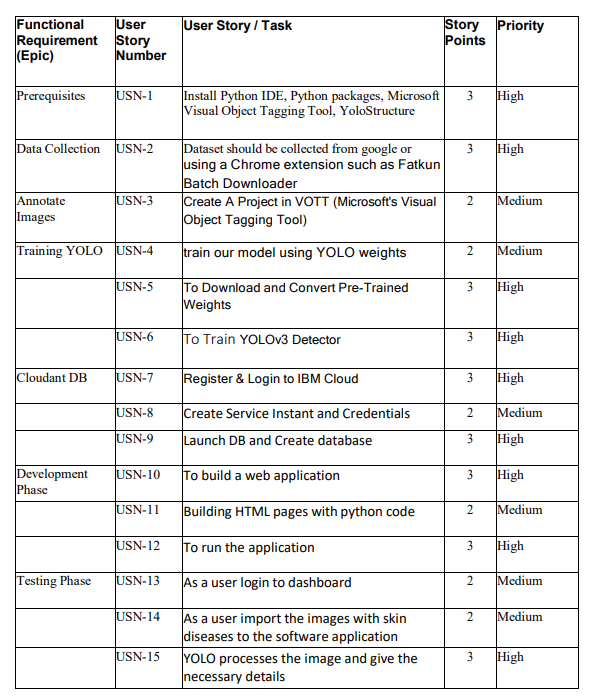 Functional Requirement (Epic) User Story Number User Story / Task Story Points Priority
Prerequisites USN-1 Install Python IDE, Python packages, Microsoft
Visual Object Tagging Tool, YoloStructure 3 High
Data Collection USN-2 Dataset should be collected from google or
using a Chrome extension such as Fatkun
Batch Downloader 3 High
Annotate
Images USN-3 Create A Project in VOTT (Microsoft's Visual
Object Tagging Tool) 2 Medium
Training YOLO USN-4 train our model using YOLO weights 2 Medium
USN-5 To Download and Convert Pre-Trained
Weights 3 High
USN-6 To Train YOLOv3 Detector 3 High
Cloudant DB USN-7 Register & Login to IBM Cloud 3 High
USN-8 Create Service Instant and Credentials 2 Medium
USN-9 Launch DB and Create database 3 High
Development
Phase USN-10 To build a web application 3 High
USN-11 Building HTML pages with python code 2 Medium
USN-12 To run the application 3 High
Testing Phase USN-13 As a user login to dashboard 2 Medium
USN-14 As a user import the images with skin
diseases to the software application 2 Medium
USN-15 YOLO processes the image and give the
necessary details 3 High